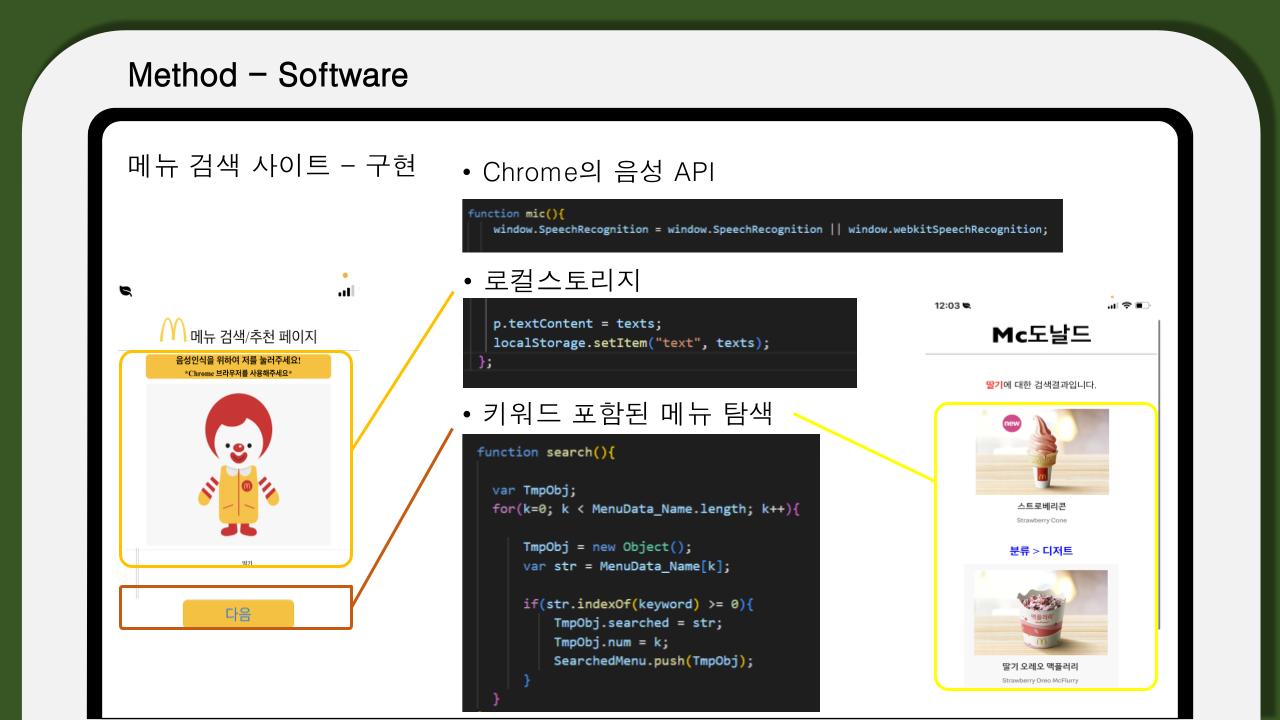 Method – Software
메뉴 검색 사이트 – 구현
• Chrome의 음성 API
function mic(){
window.SpeechRecognition = window.SpeechRecognition || window.webkitSpeechRecognition;
• 로컬스토리지
p.textContent = texts;
localStorage.setItem("text", texts);
};
• 키워드 포함된 메뉴 탐색
function search(){
var TmpObj;
for(k=0; k < MenuData_Name.length; k++){
TmpObj = new Object();
var str = MenuData_Name[k];
if(str.indexOf(keyword) >= 0){
TmpObj.searched = str;
TmpObj.num = k;
SearchedMenu.push(TmpObj);
}
}
메뉴 검색/추천 페이지
음성인식을 위하여 저를 눌러주세요!
*Chrome 브라우저를 사용해주세요*
딸기
다음
12:03
Mc도날드
딸기에 대한 검색결과입니다.
new
스트로베리콘
Strawberry Cone
분류 > 디저트
맥플러리
딸기 오레오 맥플러리
Strawberry Oreo McFlurry